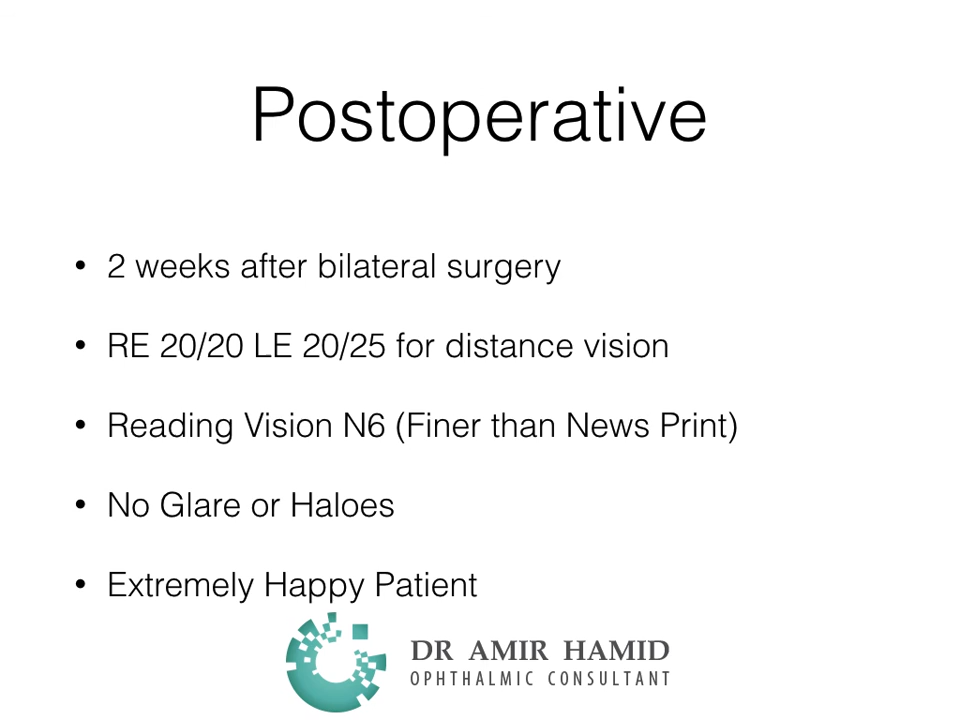 Postoperative
• 2 weeks after bilateral surgery
• RE 20/20 LE 20/25 for distance vision
• Reading Vision N6 (Finer than News Print)
• No Glare or Haloes
• Extremely Happy Patient
DR AMIR HAMID
OPHTHALMIC CONSULTANT